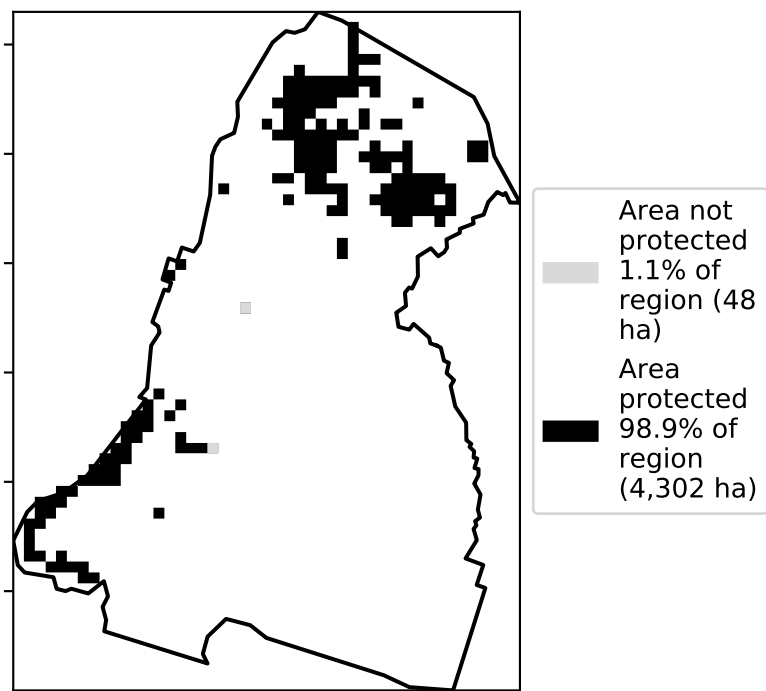 Area not
protected
1.1% of
region (48
ha)
Area
protected
98.9% of
region
(4,302 ha)